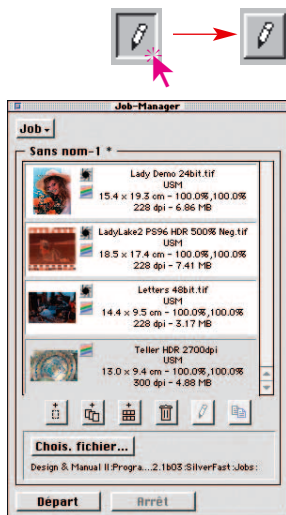 Job-Manager
Job
Sans nom-1 *
Lady Demo 24bit.tif
USM
15.4 x 19.3 cm - 100.0%,100.0%
228 dpi - 6.86 MB
LadyLake2 PS96 HDR 500% Neg.tif
USM
18.5 x 17.4 cm - 100.0%,100.0%
228 dpi - 7.41 MB
Letters 48bit.tif
USM
14.4 x 9.5 cm - 100.0%,100.0%
228 dpi - 3.17 MB
Teller HDR 2700dpi
USM
13.0 x 9.4 cm - 100.0%,100.0%
300 dpi - 4.88 MB
Chois. fichier...
Design & Manual II:Progra...2.1b03:SilverFast:Jobs:
Départ
Arrêt